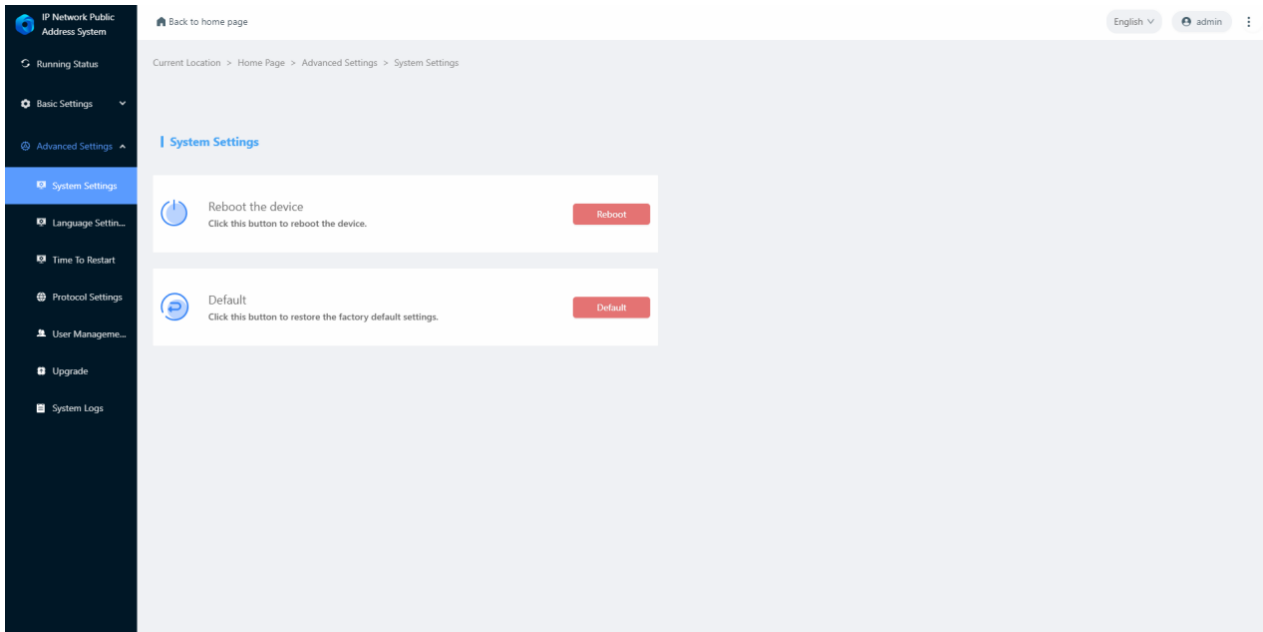 IP Network Public
Address System
Back to home page
English
admin
Running Status
Current Location > Home Page > Advanced Settings > System Settings
Basic Settings
Advanced Settings
System Settings
System Settings
Language Settin...
Time To Restart
Protocol Settings
User Manageme...
Upgrade
System Logs
Reboot the device
Click this button to reboot the device.
Reboot
Default
Click this button to restore the factory default settings.
Default